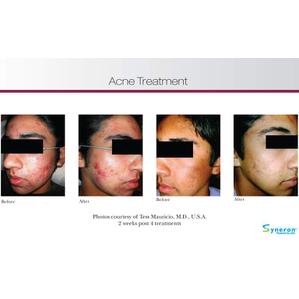 Acne Treatment
Before
After
Before
After
Photos courtesy of Tess Mauricio, M.D., U.S.A.
2 weeks post 4 treatments
Syneron